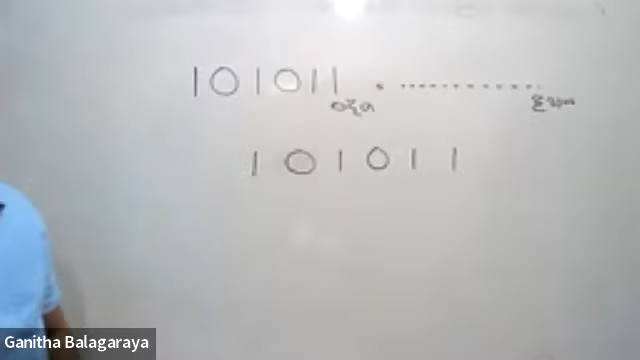 101011 . ..............
101011
Ganitha Balagaraya